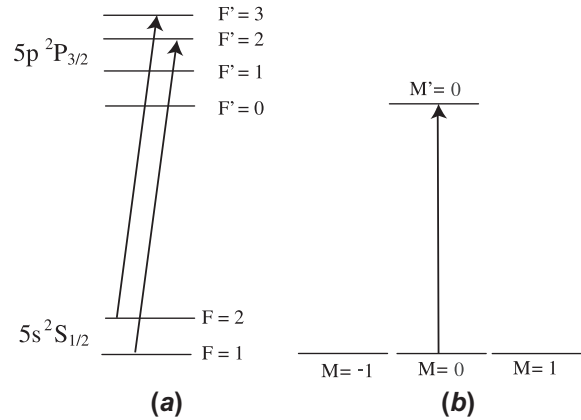 F' = 3
F' = 2
5p ²P₃/₂
F' = 1
F' = 0
M' = 0
F = 2
5s ²S₁/₂
F = 1
M = -1
M = 0
M = 1
(a)
(b)